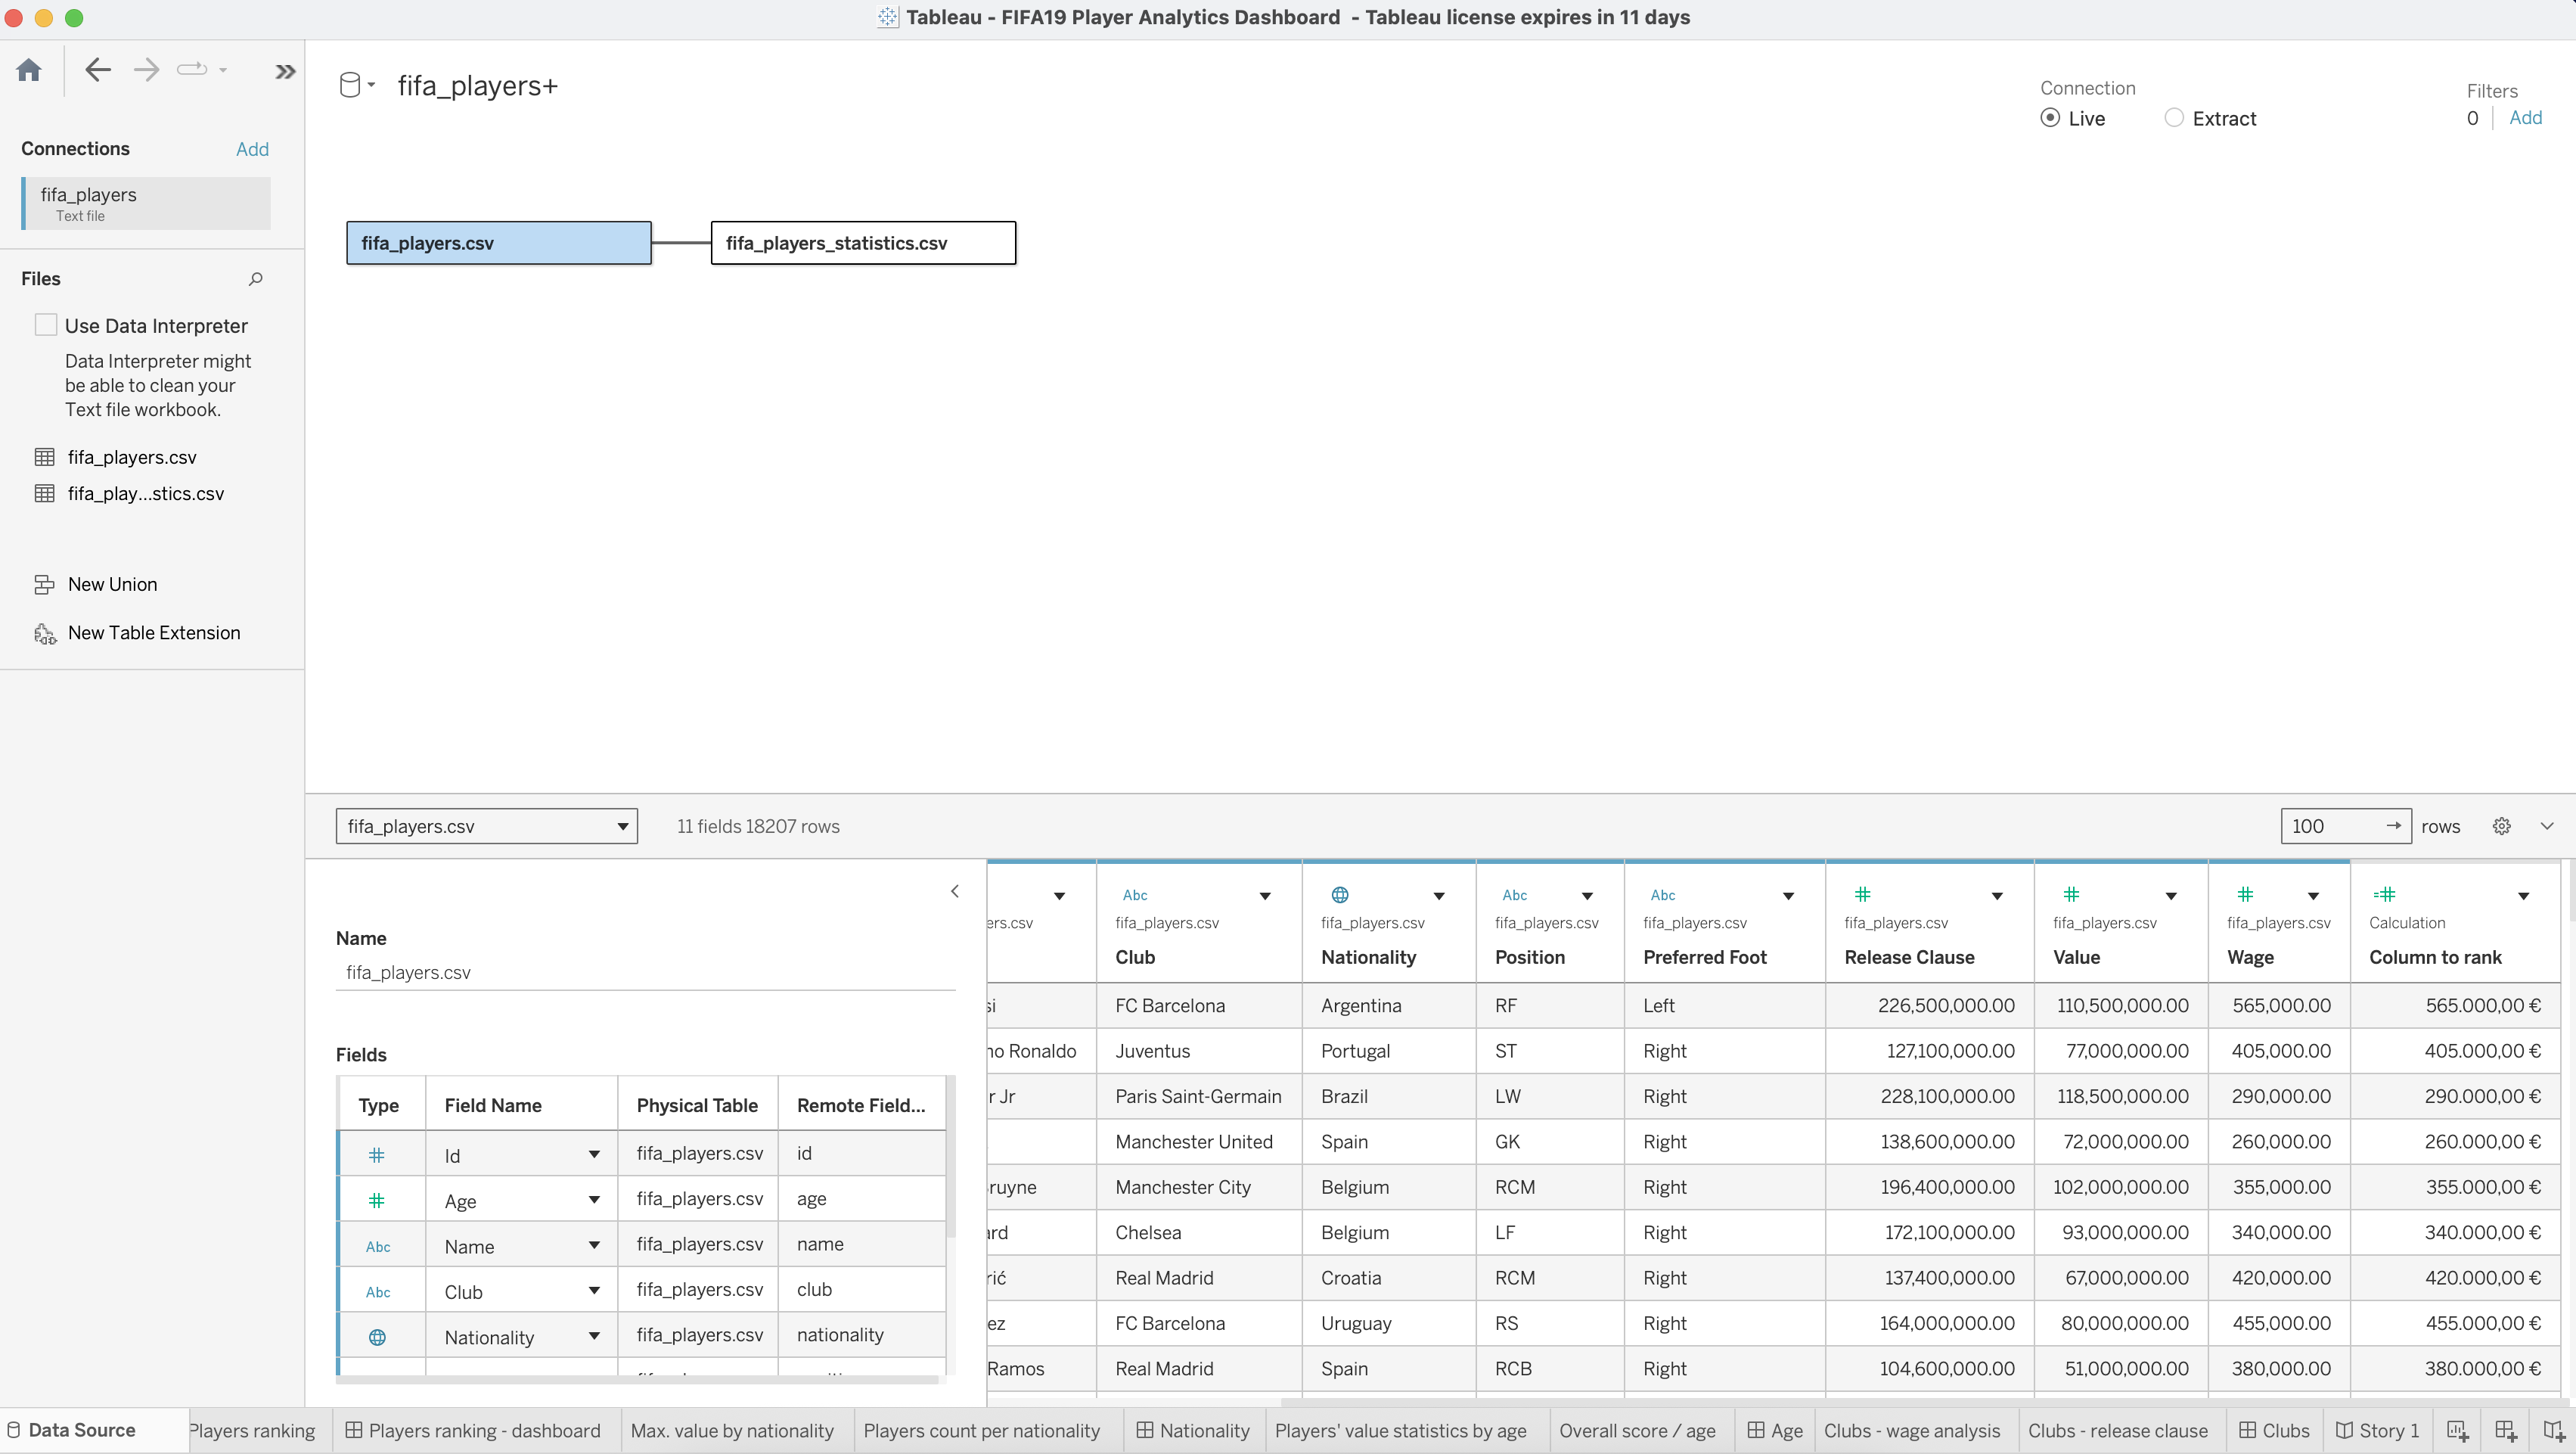 Tableau - FIFA19 Player Analytics Dashboard - Tableau license expires in 11 days
fifa_players+
Connection
Live
Extract
Filters
0
Add
Connections
Add
fifa_players
Text file
fifa_players.csv
fifa_players_statistics.csv
Files
Use Data Interpreter
Data Interpreter might
be able to clean your
Text file workbook.
fifa_players.csv
fifa_play...stics.csv
New Union
New Table Extension
fifa_players.csv
11 fields 18207 rows
100
rows
Name
fifa_players.csv
Fields
Type Field Name Physical Table Remote Field...
Id fifa_players.csv id
Age fifa_players.csv age
Abc Name fifa_players.csv name
Abc Club fifa_players.csv club
Nationality fifa_players.csv nationality
Abc Abc Abc
ers.csv fifa_players.csv fifa_players.csv fifa_players.csv fifa_players.csv fifa_players.csv fifa_players.csv fifa_players.csv Calculation
Club Nationality Position Preferred Foot Release Clause Value Wage Column to rank
si FC Barcelona Argentina RF Left 226,500,000.00 110,500,000.00 565,000.00 565.000,00 €
no Ronaldo Juventus Portugal ST Right 127,100,000.00 77,000,000.00 405,000.00 405.000,00 €
r Jr Paris Saint-Germain Brazil LW Right 228,100,000.00 118,500,000.00 290,000.00 290.000,00 €
Manchester United Spain GK Right 138,600,000.00 72,000,000.00 260,000.00 260.000,00 €
ruyne Manchester City Belgium RCM Right 196,400,000.00 102,000,000.00 355,000.00 355.000,00 €
ard Chelsea Belgium LF Right 172,100,000.00 93,000,000.00 340,000.00 340.000,00 €
rić Real Madrid Croatia RCM Right 137,400,000.00 67,000,000.00 420,000.00 420.000,00 €
ez FC Barcelona Uruguay RS Right 164,000,000.00 80,000,000.00 455,000.00 455.000,00 €
Ramos Real Madrid Spain RCB Right 104,600,000.00 51,000,000.00 380,000.00 380.000,00 €
Data Source Players ranking Players ranking - dashboard Max. value by nationality Players count per nationality Nationality Players' value statistics by age Overall score / age Age Clubs - wage analysis Clubs - release clause Clubs Story 1